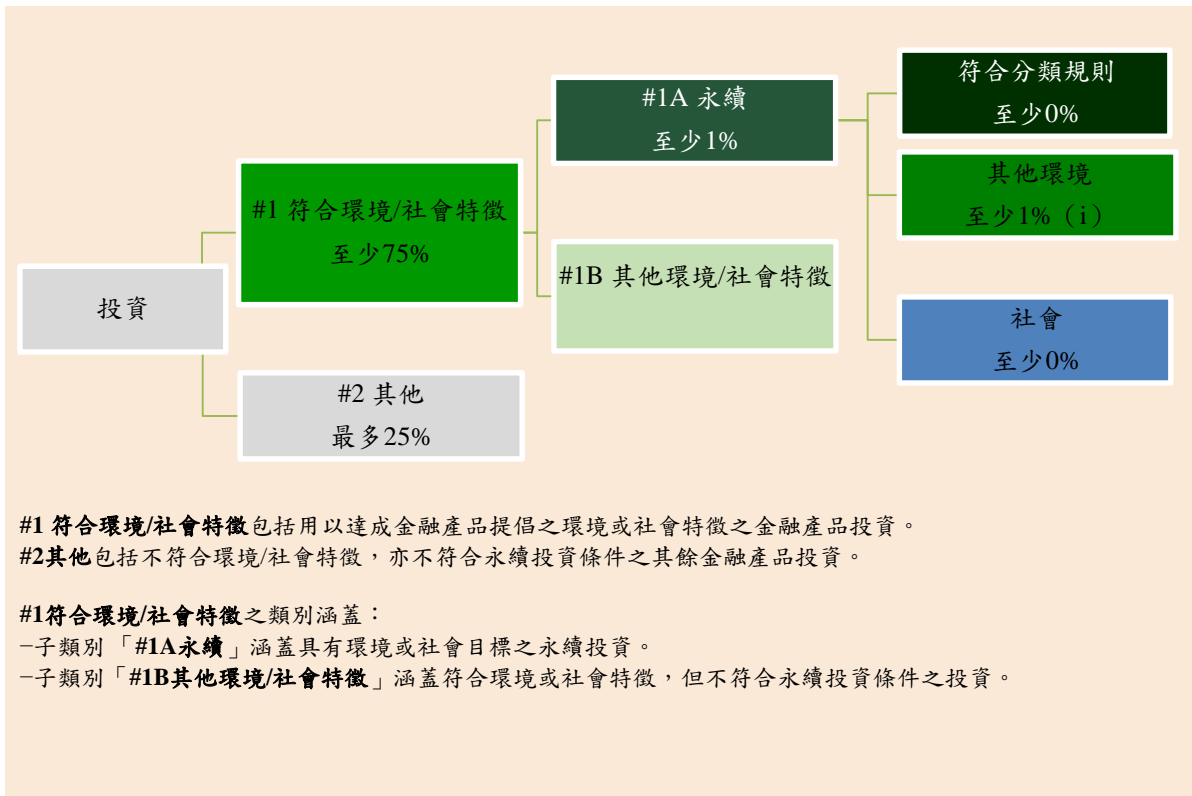 投資
#1 符合環境/社會特徵
至少75%
#2 其他
最多25%
#1A 永續
至少1%
#1B 其他環境/社會特徵
符合分類規則
至少0%
其他環境
至少1%（i）
社會
至少0%
#1 符合環境/社會特徵包括用以達成金融產品提倡之環境或社會特徵之金融產品投資。
#2其他包括不符合環境/社會特徵，亦不符合永續投資條件之其餘金融產品投資。
#1符合環境/社會特徵之類別涵蓋：
−子類別「#1A永續」涵蓋具有環境或社會目標之永續投資。
−子類別「#1B其他環境/社會特徵」涵蓋符合環境或社會特徵，但不符合永續投資條件之投資。